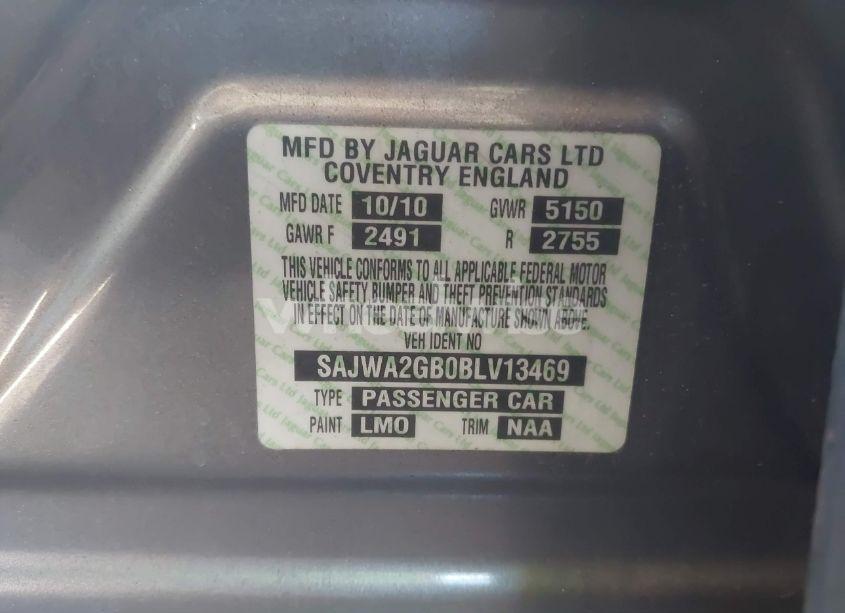 MFD BY JAGUAR CARS LTD
COVENTRY ENGLAND
MFD DATE 10/10 GVWR 5150
GAWR F 2491 R 2755
THIS VEHICLE CONFORMS TO ALL APPLICABLE FEDERAL MOTOR
VEHICLE SAFETY BUMPER AND THEFT PREVENTION STANDARDS
IN EFFECT ON THE DATE OF MANUFACTURE SHOWN ABOVE.
VEH IDENT NO
SAJWA2GB0BLV13469
TYPE PASSENGER CAR
PAINT LMO TRIM NAA